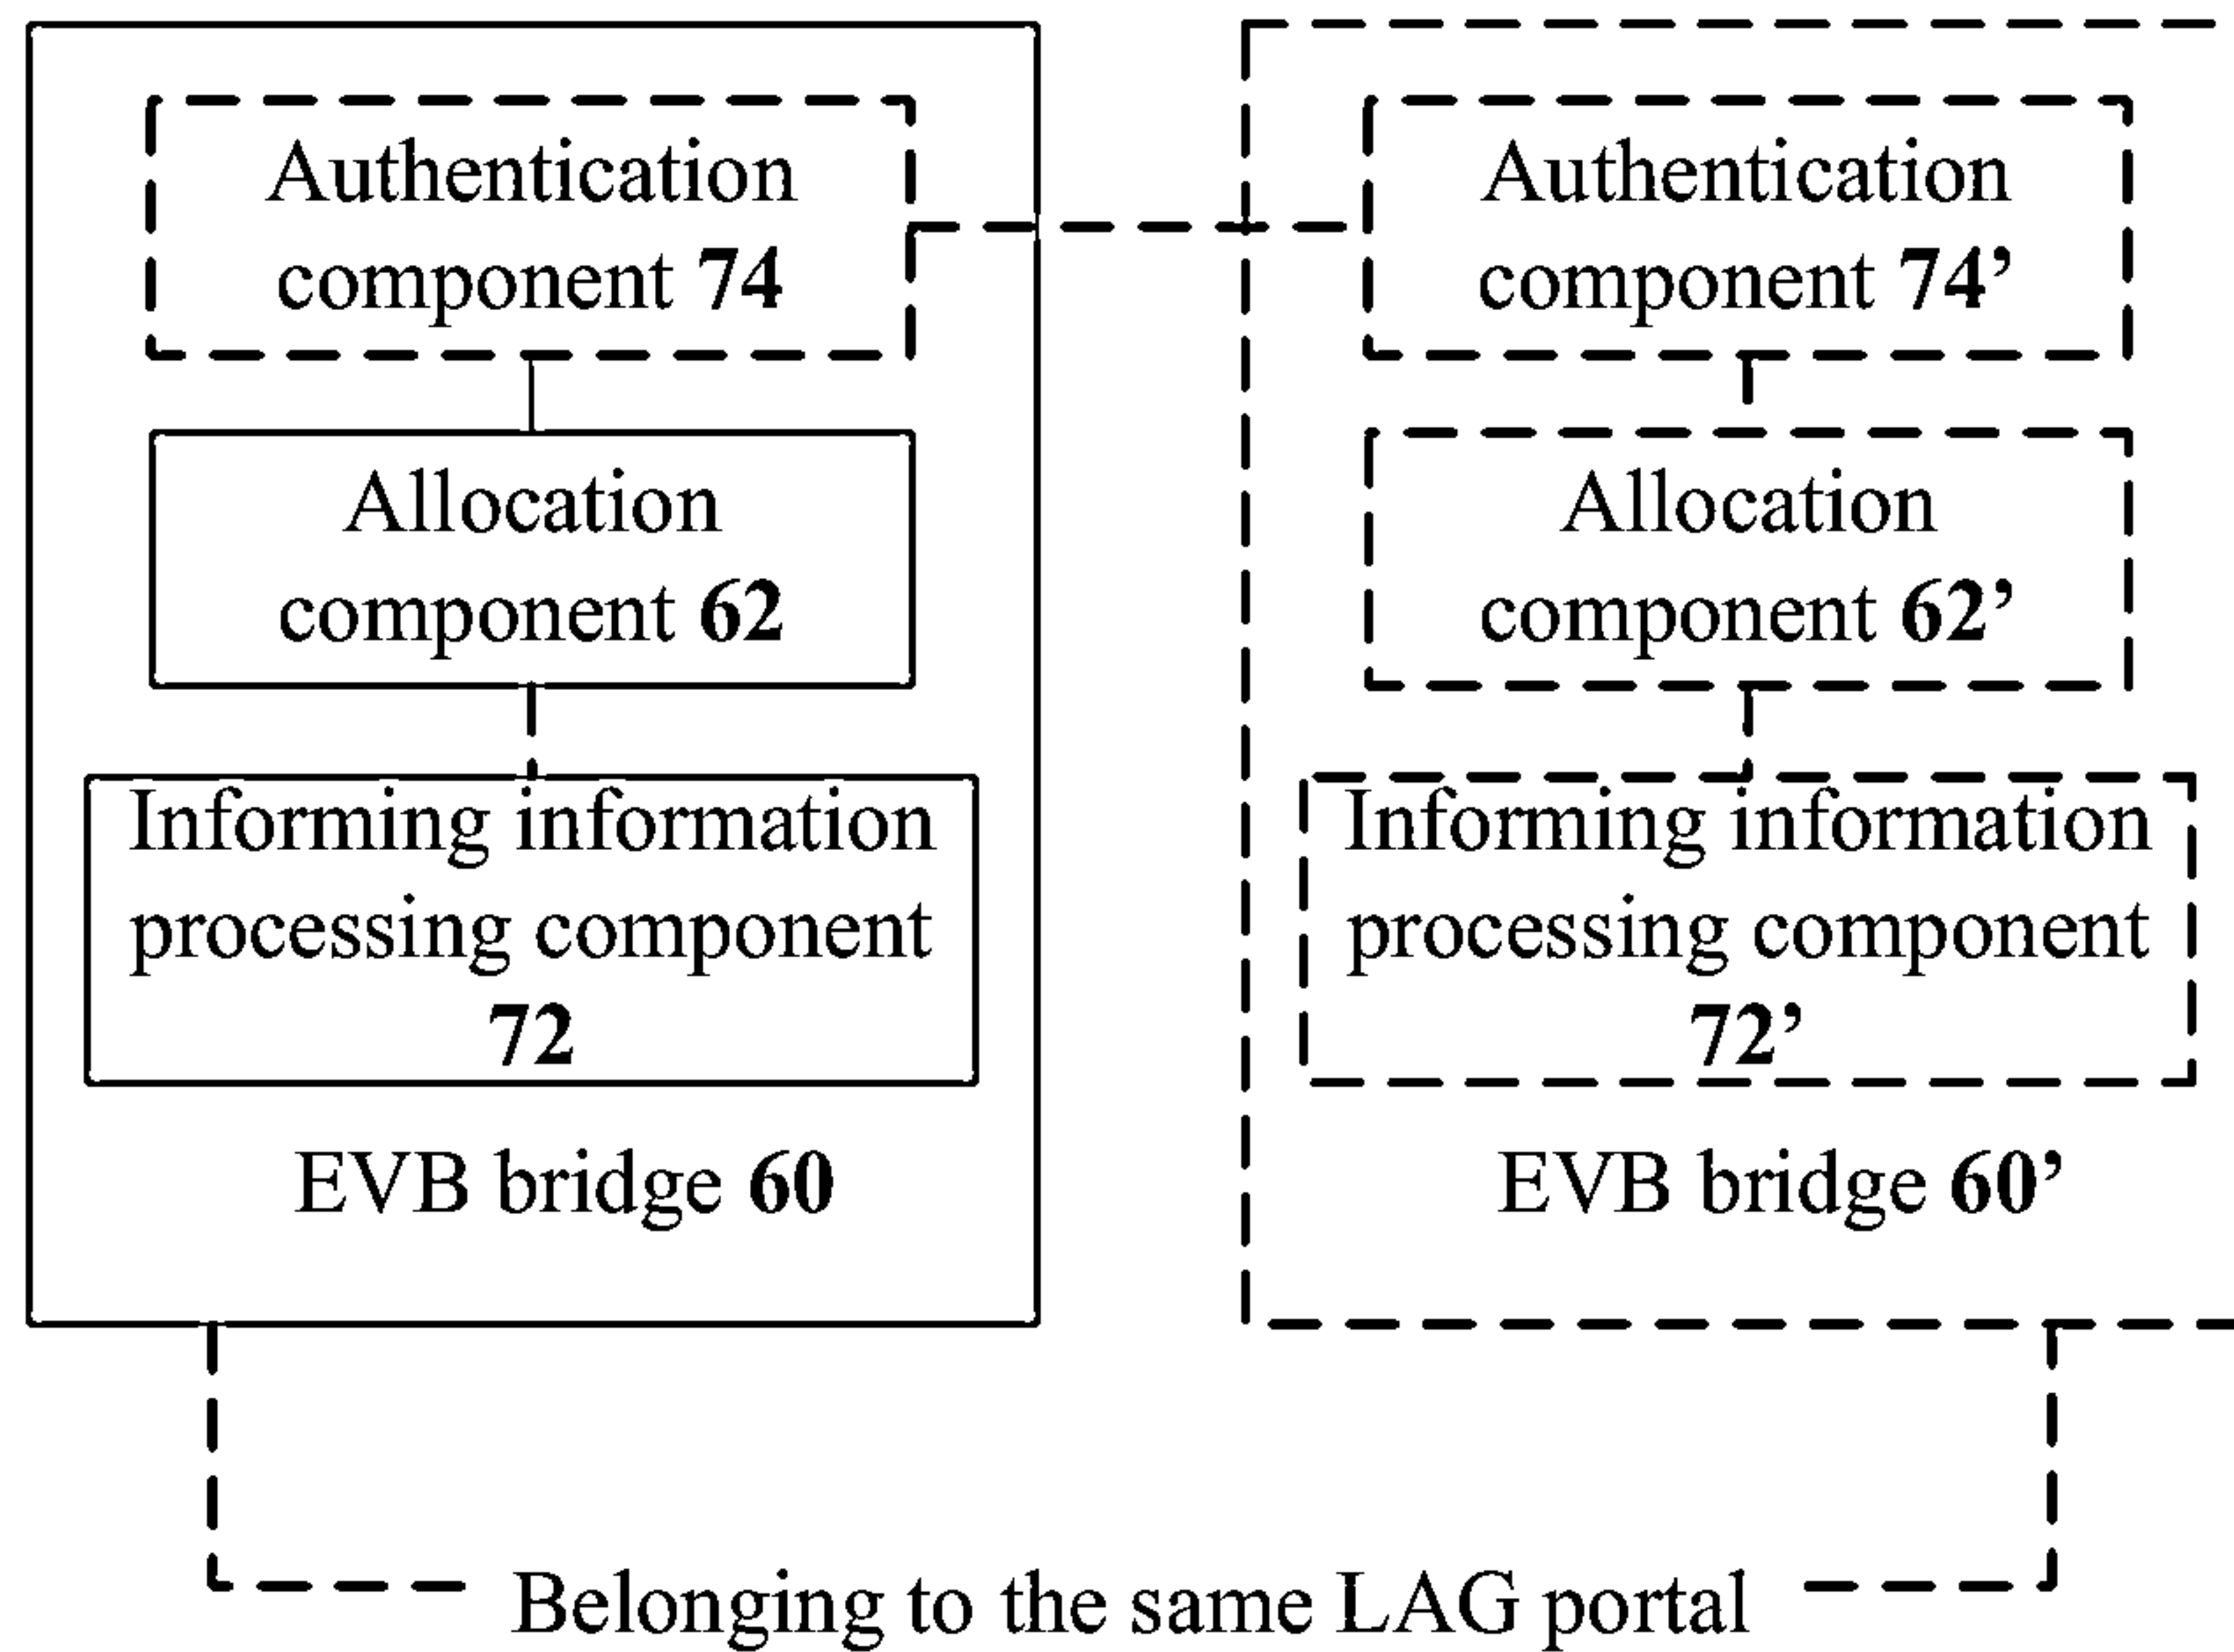 Authentication
component 74
Allocation
component 62
Informing information
processing component
72
EVB bridge 60
Authentication
component 74’
Allocation
component 62’
Informing information
processing component
72’
EVB bridge 60’
Belonging to the same LAG portal